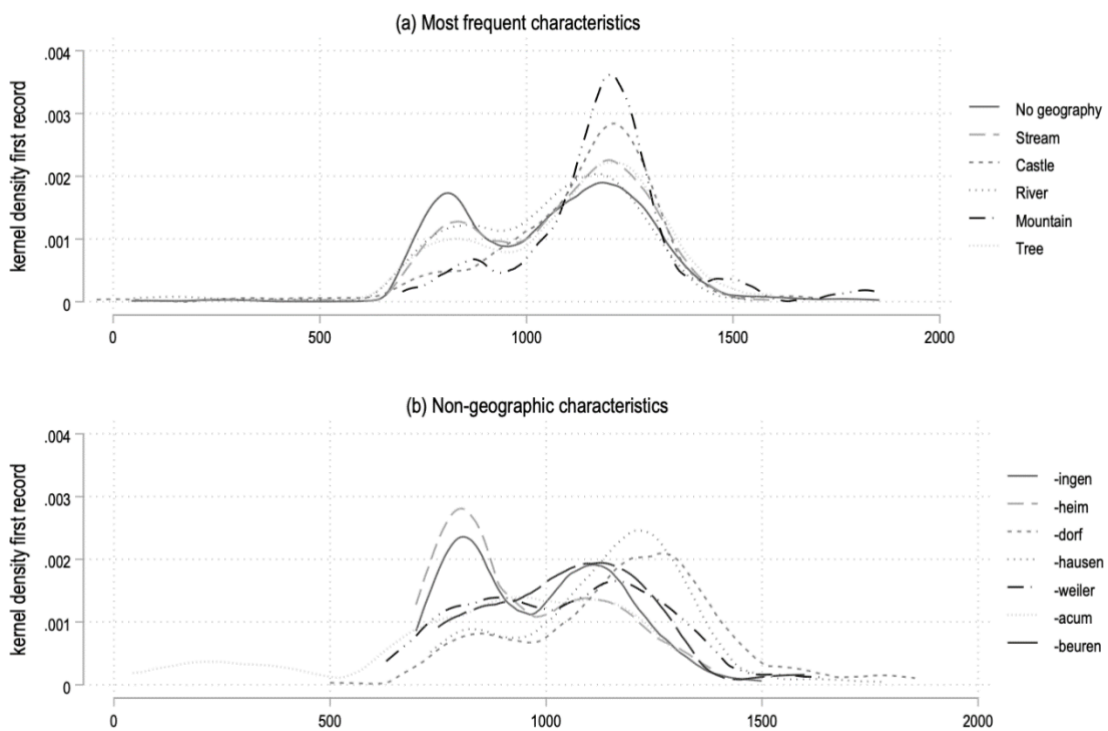 (a) Most frequent characteristics
kernel density first record
.004
.003
.002
.001
0
0 500 1000 1500 2000
No geography
Stream
Castle
River
Mountain
Tree
(b) Non-geographic characteristics
kernel density first record
.004
.003
.002
.001
0
0 500 1000 1500 2000
-ingen
-heim
-dorf
-hausen
-weiler
-acum
-beuren